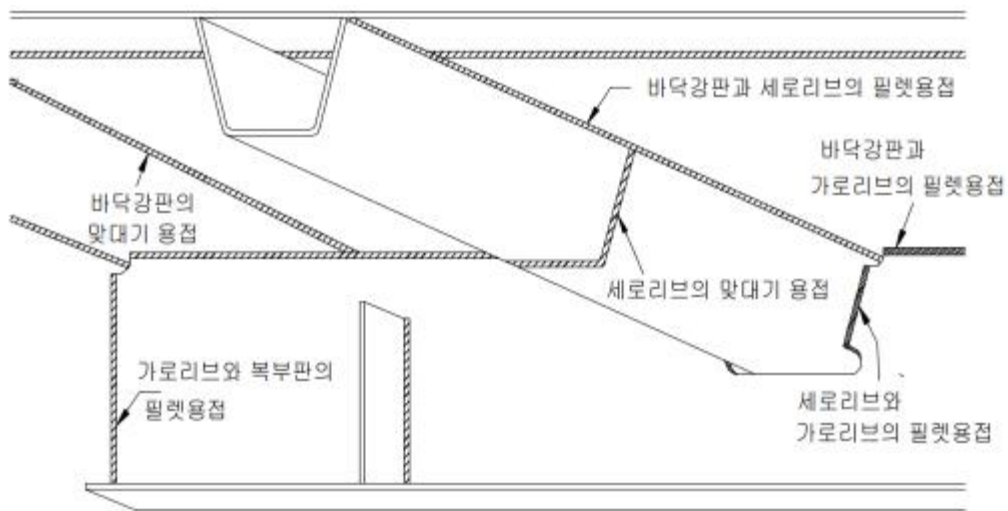 바닥강판과 세로리브의 필렛용접
바닥강판과
가로리브의 필렛용접
바닥강판의
맞대기 용접
세로리브의 맞대기 용접
가로리브와 복부판의
필렛용접
세로리브와
가로리브의 필렛용접